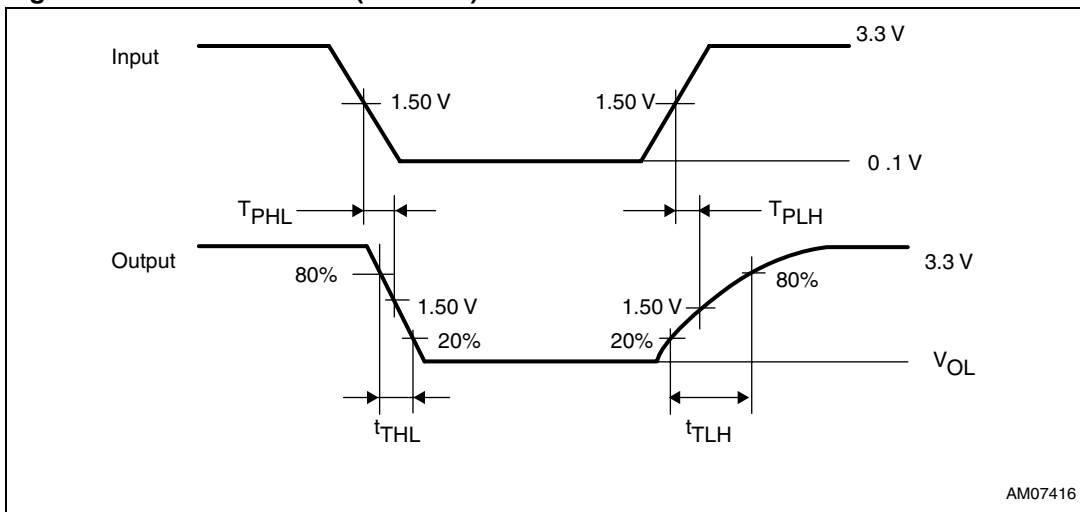 Input
3.3 V
1.50 V
1.50 V
0 .1 V
TPHL
TPLH
Output
3.3 V
80%
80%
1.50 V
1.50 V
20%
20%
VOL
tTHL
tTLH
AM07416